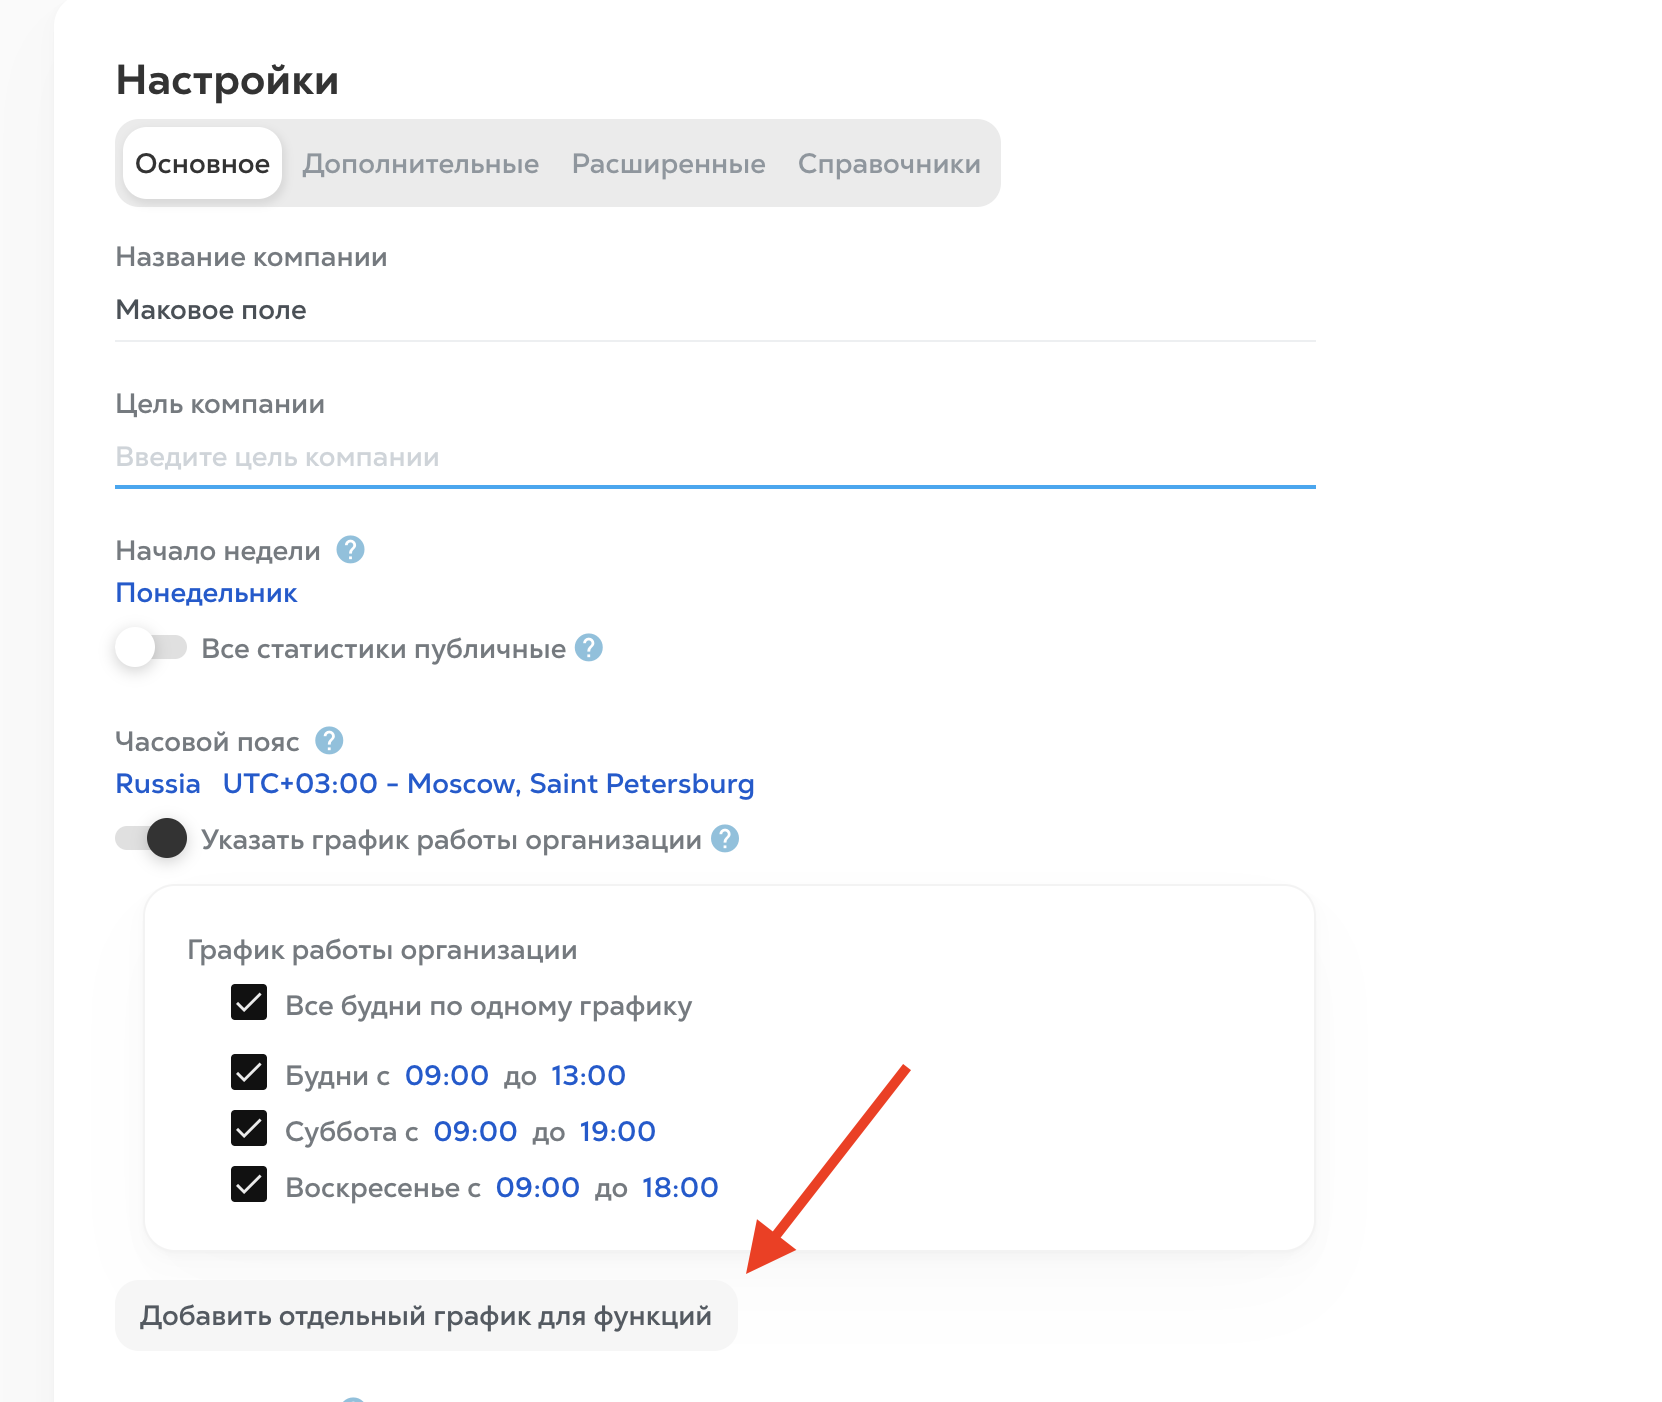 Настройки
Основное Дополнительные Расширенные Справочники
Название компании
Маковое поле
Цель компании
Введите цель компании
Начало недели ?
Понедельник
Все статистики публичные ?
Часовой пояс ?
Russia UTC+03:00 - Moscow, Saint Petersburg
Указать график работы организации ?
График работы организации
Все будни по одному графику
Будни с 09:00 до 13:00
Суббота с 09:00 до 19:00
Воскресенье с 09:00 до 18:00
Добавить отдельный график для функций